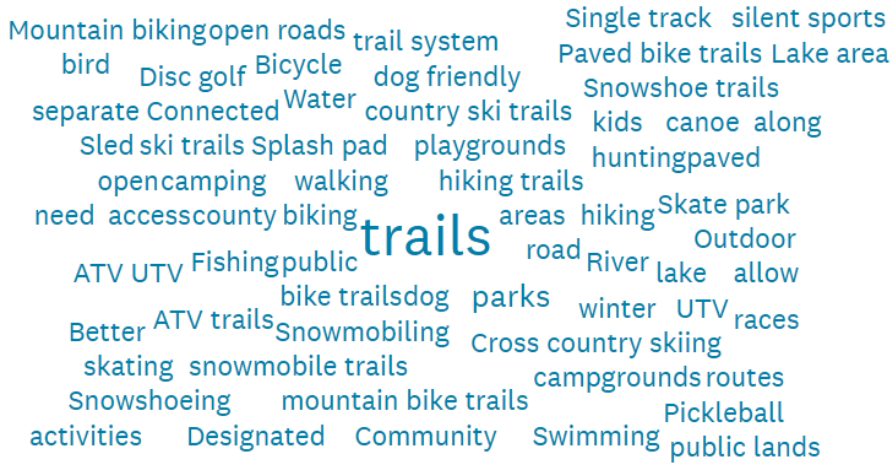 Mountain biking open roads trail system Single track silent sports
bird Disc golf Bicycle dog friendly Paved bike trails Lake area
separate Connected Water country ski trails Snowshoe trails
Sled ski trails Splash pad playgrounds kids canoe along
open camping walking hiking trails hunting paved
need access county biking trails areas hiking Skate park
ATV UTV Fishing public road River Outdoor
bike trails dog parks lake allow
Better ATV trails Snowmobiling winter UTV races
skating snowmobile trails Cross country skiing
Snowshoeing mountain bike trails campgrounds routes
activities Designated Community Swimming Pickleball
public lands